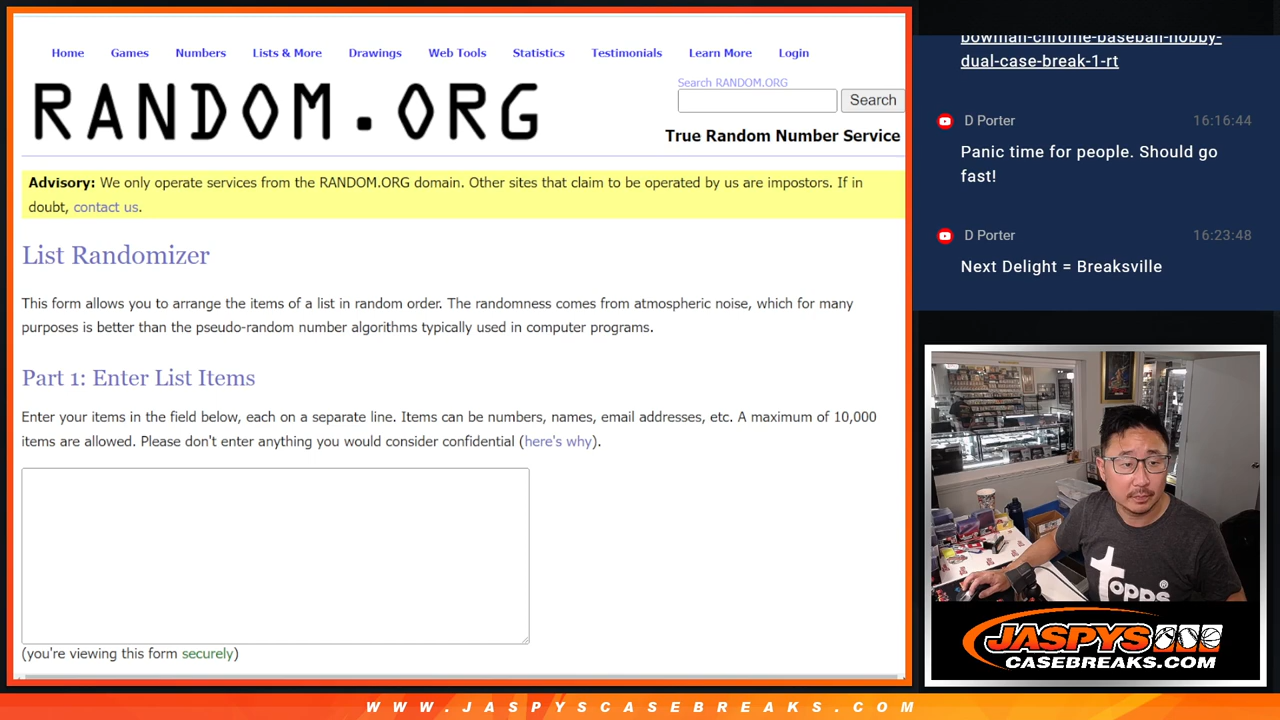 Home Games Numbers Lists & More Drawings Web Tools Statistics Testimonials Learn More Login
RANDOM.ORG
Search RANDOM.ORG
Search
True Random Number Service
Advisory: We only operate services from the RANDOM.ORG domain. Other sites that claim to be operated by us are impostors. If in
doubt, contact us.
List Randomizer
This form allows you to arrange the items of a list in random order. The randomness comes from atmospheric noise, which for many
purposes is better than the pseudo-random number algorithms typically used in computer programs.
Part 1: Enter List Items
Enter your items in the field below, each on a separate line. Items can be numbers, names, email addresses, etc. A maximum of 10,000
items are allowed. Please don't enter anything you would consider confidential (here's why).
(you're viewing this form securely)
bowman-chrome-baseball-hobby-
dual-case-break-1-rt
D Porter 16:16:44
Panic time for people. Should go
fast!
D Porter 16:23:48
Next Delight = Breaksville
topps
JASPYS
CASEBREAKS.COM
WWW.JASPYSCASEBREAKS.COM